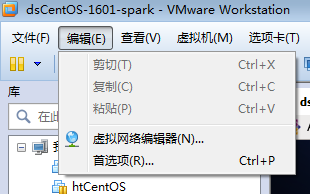 dsCentOS-1601-spark - VMware Workstation
文件(F) 编辑(E) 查看(V) 虚拟机(M) 选项卡(
剪切(T) Ctrl+X
库 复制(C) Ctrl+C
在此 粘贴(P) Ctrl+V
虚拟网络编辑器(N)...
首选项(R)... Ctrl+P
htCentOS